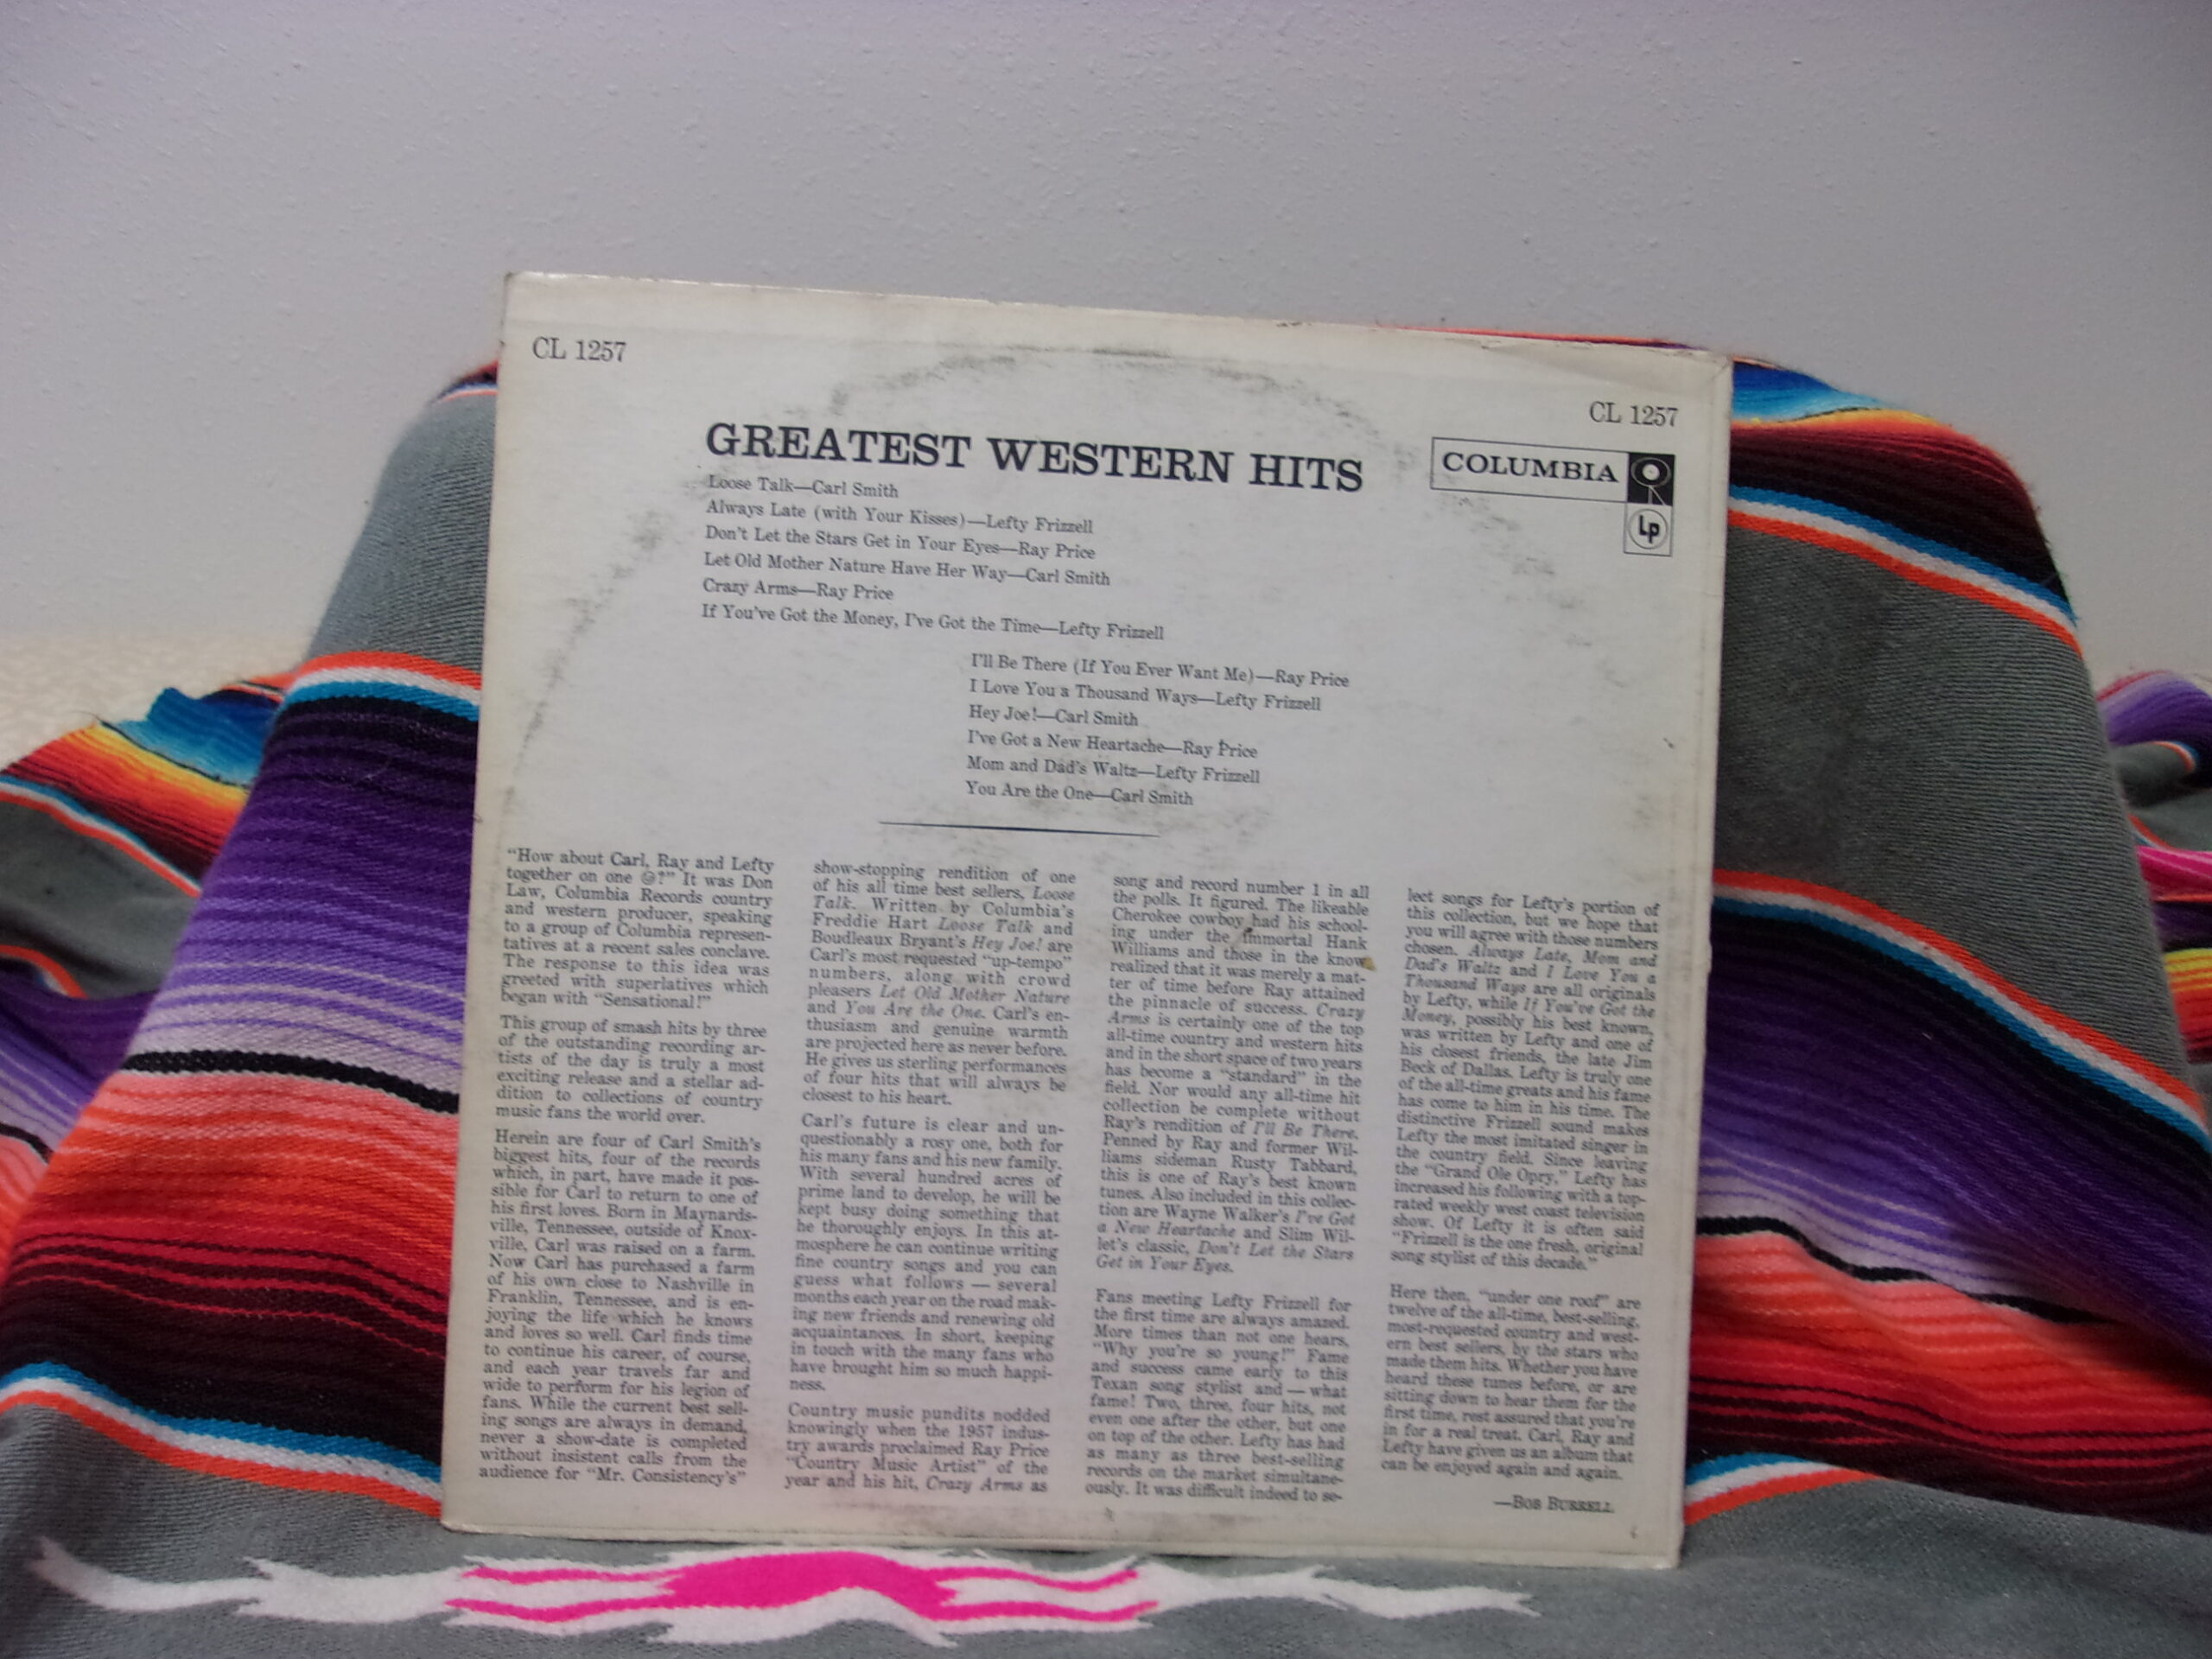 CL 1257
CL 1257
GREATEST WESTERN HITS
COLUMBIA
Lp
Loose Talk—Carl Smith
Always Late (with Your Kisses)—Lefty Frizzell
Don't Let the Stars Get in Your Eyes—Ray Price
Let Old Mother Nature Have Her Way—Carl Smith
Crazy Arms—Ray Price
If You've Got the Money, I've Got the Time—Lefty Frizzell
I'll Be There (If You Ever Want Me)—Ray Price
I Love You a Thousand Ways—Lefty Frizzell
Hey Joe!—Carl Smith
I've Got a New Heartache—Ray Price
Mom and Dad's Waltz—Lefty Frizzell
You Are the One—Carl Smith
"How about Carl, Ray and Lefty
together on one Lp?" It was Don
Law, Columbia Records country
and western producer, speaking
to a group of Columbia represen-
tatives at a recent sales conclave.
The response to this idea was
greeted with superlatives which
began with "Sensational!"
This group of smash hits by three
of the outstanding recording ar-
tists of the day is truly a most
exciting release and a stellar ad-
dition to collections of country
music fans the world over.
Herein are four of Carl Smith's
biggest hits, four of the records
which, in part, have made it pos-
sible for Carl to return to one of
his first loves. Born in Maynards-
ville, Tennessee, outside of Knox-
ville, Carl was raised on a farm.
Now Carl has purchased a farm
of his own close to Nashville in
Franklin, Tennessee, and is en-
joying the life which he knows
and loves so well. Carl finds time
to continue his career, of course,
and each year travels far and
wide to perform for his legion of
fans. While the current best sell-
ing songs are always in demand,
never a show-date is completed
without insistent calls from the
audience for "Mr. Consistency's"
show-stopping rendition of one
of his all time best sellers, Loose
Talk. Written by Columbia's
Freddie Hart Loose Talk and
Boudleaux Bryant's Hey Joe! are
Carl's most requested "up-tempo"
numbers, along with crowd
pleasers Let Old Mother Nature
and You Are the One. Carl's en-
thusiasm and genuine warmth
are projected here as never before.
He gives us sterling performances
of four hits that will always be
closest to his heart.
Carl's future is clear and un-
questionably a rosy one, both for
his many fans and his new family.
With several hundred acres of
prime land to develop, he will be
kept busy doing something that
he thoroughly enjoys. In this at-
mosphere he can continue writing
fine country songs and you can
guess what follows — several
months each year on the road mak-
ing new friends and renewing old
acquaintances. In short, keeping
in touch with the many fans who
have brought him so much happi-
ness.
Country music pundits nodded
knowingly when the 1957 indus-
try awards proclaimed Ray Price
"Country Music Artist" of the
year and his hit, Crazy Arms as
song and record number 1 in all
the polls. It figured. The likeable
Cherokee cowboy had his school-
ing under the immortal Hank
Williams and those in the know
realized that it was merely a mat-
ter of time before Ray attained
the pinnacle of success. Crazy
Arms is certainly one of the top
all-time country and western hits
and in the short space of two years
has become a "standard" in the
field. Nor would any all-time hit
collection be complete without
Ray's rendition of I'll Be There.
Penned by Ray and former Wil-
liams sideman Rusty Tabbard,
this is one of Ray's best known
tunes. Also included in this collec-
tion are Wayne Walker's I've Got
a New Heartache and Slim Wil-
let's classic, Don't Let the Stars
Get in Your Eyes.
Fans meeting Lefty Frizzell for
the first time are always amazed.
More times than not one hears,
"Why you're so young!" Fame
and success came early to this
Texan song stylist and — what
fame! Two, three, four hits, not
even one after the other, but one
on top of the other. Lefty has had
as many as three best-selling
records on the market simultane-
ously. It was difficult indeed to se-
lect songs for Lefty's portion of
this collection, but we hope that
you will agree with those numbers
chosen. Always Late, Mom and
Dad's Waltz and I Love You a
Thousand Ways are all originals
by Lefty, while If You've Got the
Money, possibly his best known,
was written by Lefty and one of
his closest friends, the late Jim
Beck of Dallas. Lefty is truly one
of the all-time greats and his fame
has come to him in his time. The
distinctive Frizzell sound makes
Lefty the most imitated singer in
the country field. Since leaving
the "Grand Ole Opry," Lefty has
increased his following with a top-
rated weekly west coast television
show. Of Lefty it is often said
"Frizzell is the one fresh, original
song stylist of this decade."
Here then, "under one roof" are
twelve of the all-time, best-selling,
most-requested country and west-
ern best sellers, by the stars who
made them hits. Whether you have
heard these tunes before, or are
sitting down to hear them for the
first time, rest assured that you're
in for a real treat. Carl, Ray and
Lefty have given us an album that
can be enjoyed again and again.
—BOB BURRELL